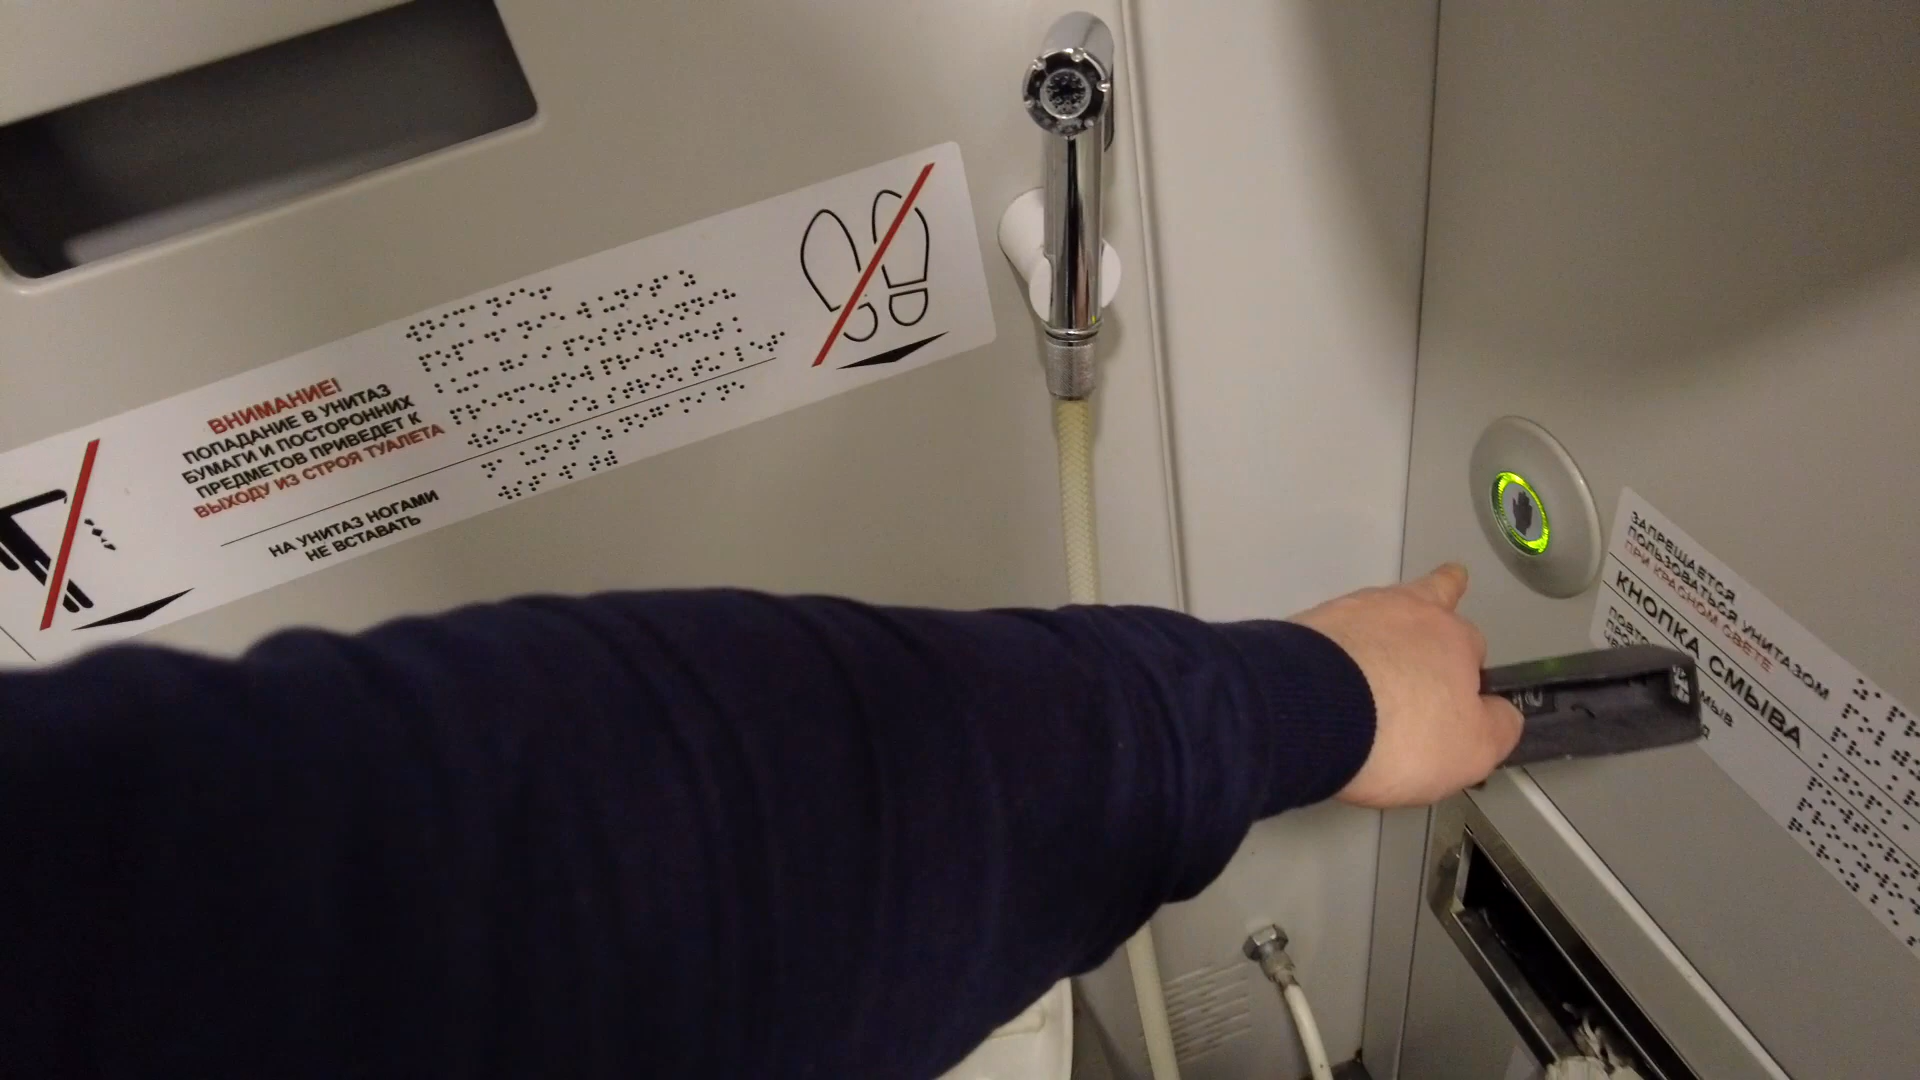 ВНИМАНИЕ!
ПОПАДАНИЕ В УНИТАЗ
БУМАГИ И ПОСТОРОННИХ
ПРЕДМЕТОВ ПРИВЕДЕТ К
ВЫХОДУ ИЗ СТРОЯ ТУАЛЕТА
НА УНИТАЗ НОГАМИ
НЕ ВСТАВАТЬ
ЗАПРЕЩАЕТСЯ
ПОЛЬЗОВАТЬСЯ УНИТАЗОМ
ПРИ КРАСНОМ СВЕТЕ
КНОПКА СМЫВА